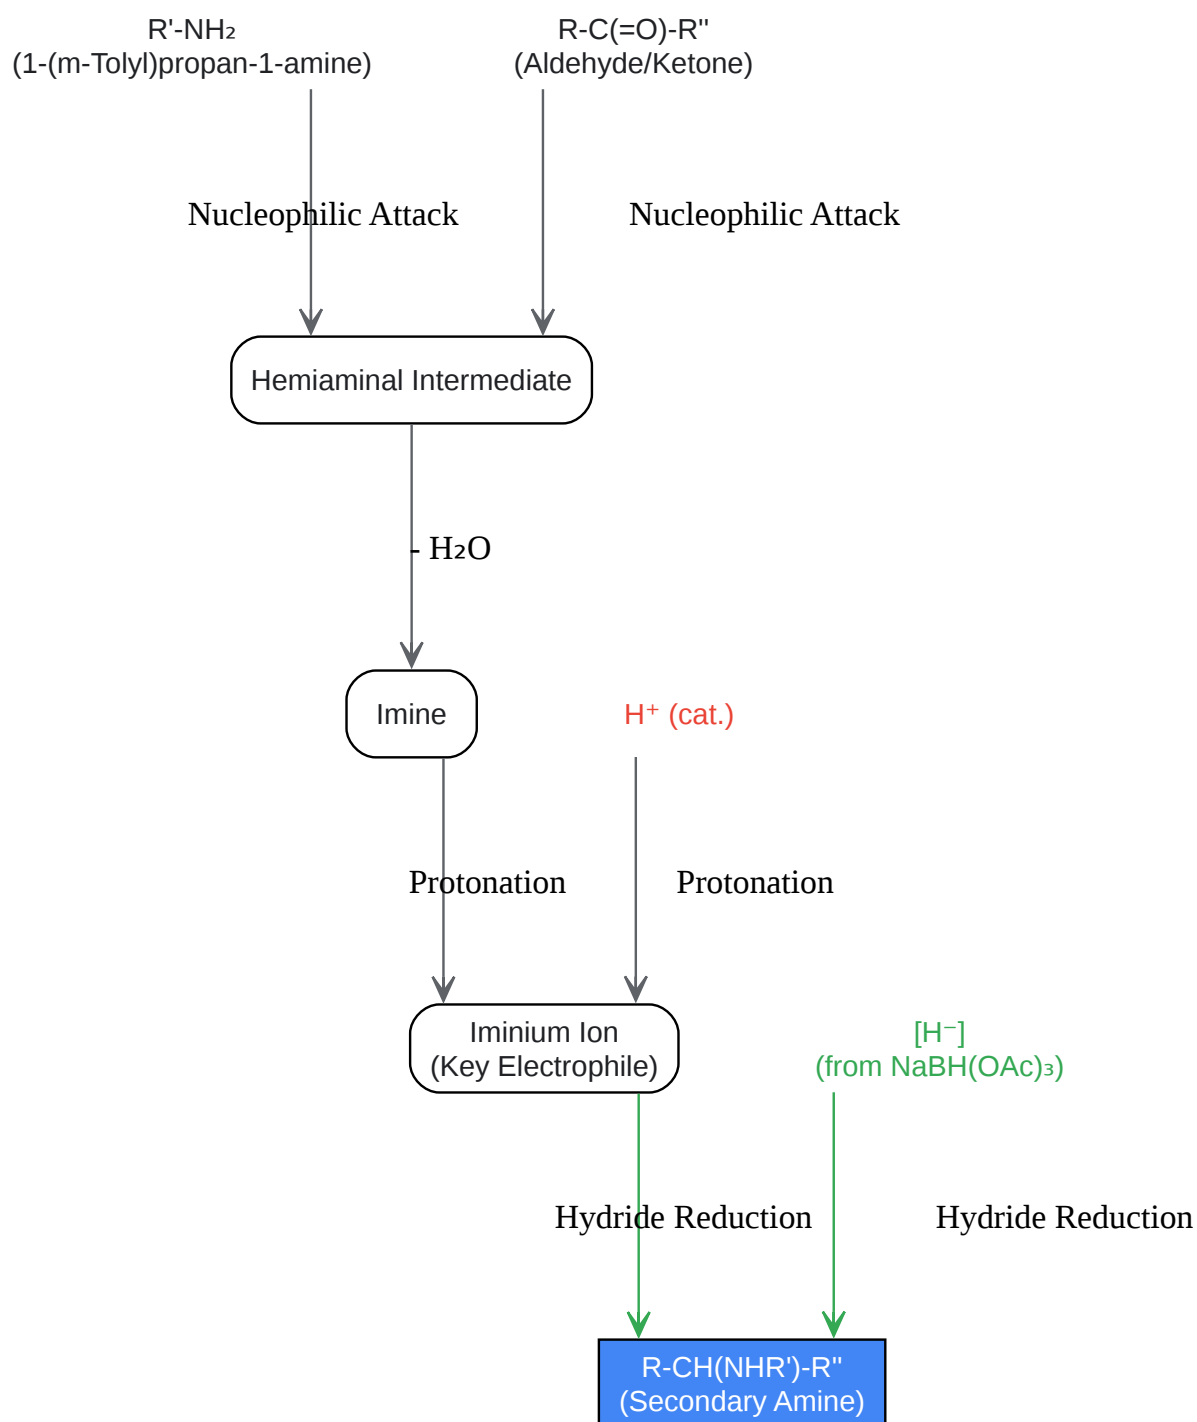 R'-NH₂
(1-(m-Tolyl)propan-1-amine)
R-C(=O)-R"
(Aldehyde/Ketone)
Nucleophilic Attack
Nucleophilic Attack
Hemiaminal Intermediate
- H₂O
Imine
H⁺ (cat.)
Protonation
Protonation
Iminium Ion
(Key Electrophile)
[H⁻]
(from NaBH(OAc)₃)
Hydride Reduction
Hydride Reduction
R-CH(NHR')-R"
(Secondary Amine)